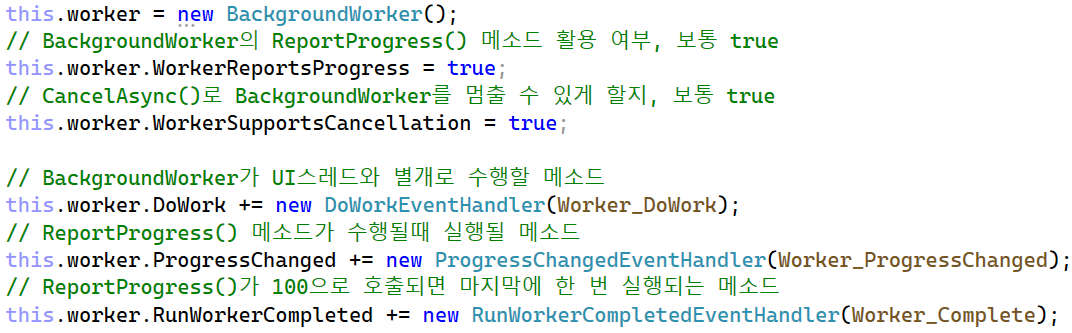 this.worker = new BackgroundWorker();
// BackgroundWorker의 ReportProgress() 메소드 활용 여부, 보통 true
this.worker.WorkerReportsProgress = true;
// CancelAsync()로 BackgroundWorker를 멈출 수 있게 할지, 보통 true
this.worker.WorkerSupportsCancellation = true;
// BackgroundWorker가 UI스레드와 별개로 수행할 메소드
this.worker.DoWork += new DoWorkEventHandler(Worker_DoWork);
// ReportProgress() 메소드가 수행될때 실행될 메소드
this.worker.ProgressChanged += new ProgressChangedEventHandler(Worker_ProgressChanged);
// ReportProgress()가 100으로 호출되면 마지막에 한 번 실행되는 메소드
this.worker.RunWorkerCompleted += new RunWorkerCompletedEventHandler(Worker_Complete);